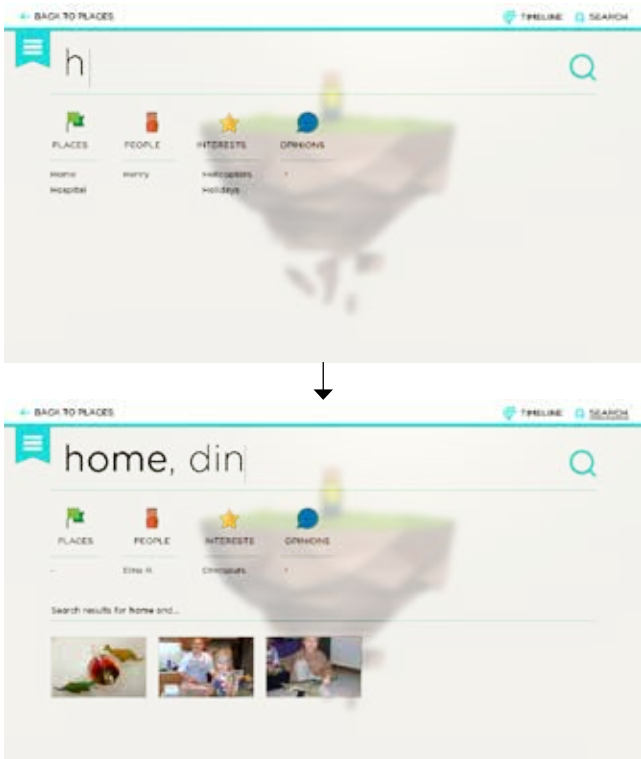 ← BACK TO PLACES TIMELINE SEARCH
h
PLACES PEOPLE INTERESTS OPINIONS
Home Henry Helicopters -
Hospital Holidays
← BACK TO PLACES TIMELINE SEARCH
home, din
PLACES PEOPLE INTERESTS OPINIONS
- Dinosaurs -
Search results for home and...